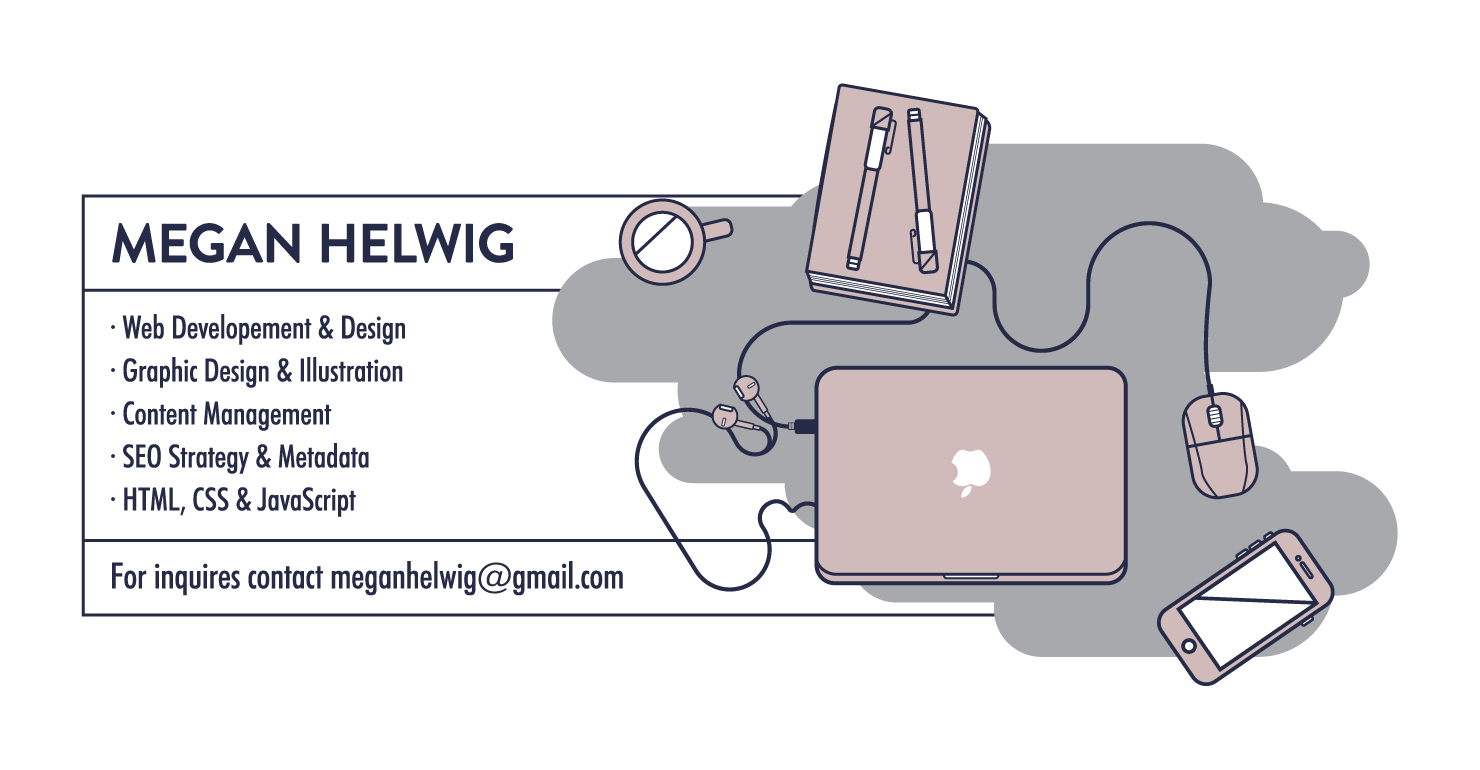 MEGAN HELWIG
· Web Developement & Design
· Graphic Design & Illustration
· Content Management
· SEO Strategy & Metadata
· HTML, CSS & JavaScript
For inquires contact meganhelwig@gmail.com